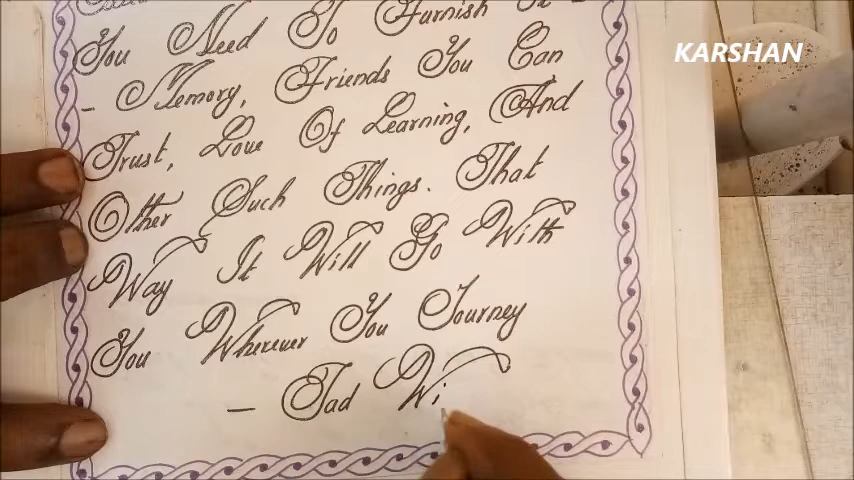 You Need To Furnish It -
- Memory, Friends You Can
Trust, Love Of Learning, And
Other Such Things. That
Way It Will Go With
You Wherever You Journey
- Tad Wi
KARSHAN